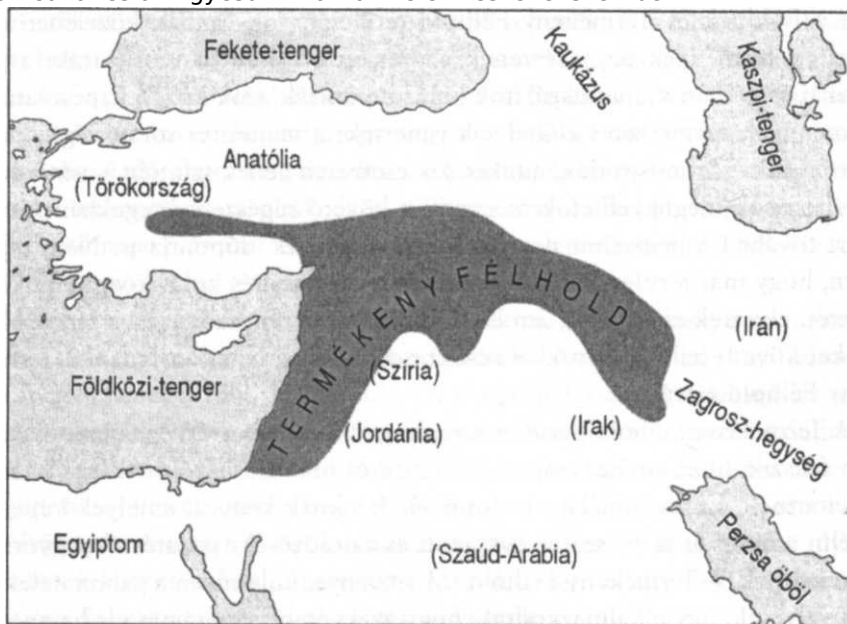 Fekete-tenger
Kaukázus
Kaszpi-tenger
Anatólia
(Törökország)
TERMÉKENY FÉLHOLD
(Irán)
Földközi-tenger
(Szíria)
(Jordánia)
(Irak)
Zagrosz-hegység
Egyiptom
(Szaúd-Arábia)
Perzsa öböl